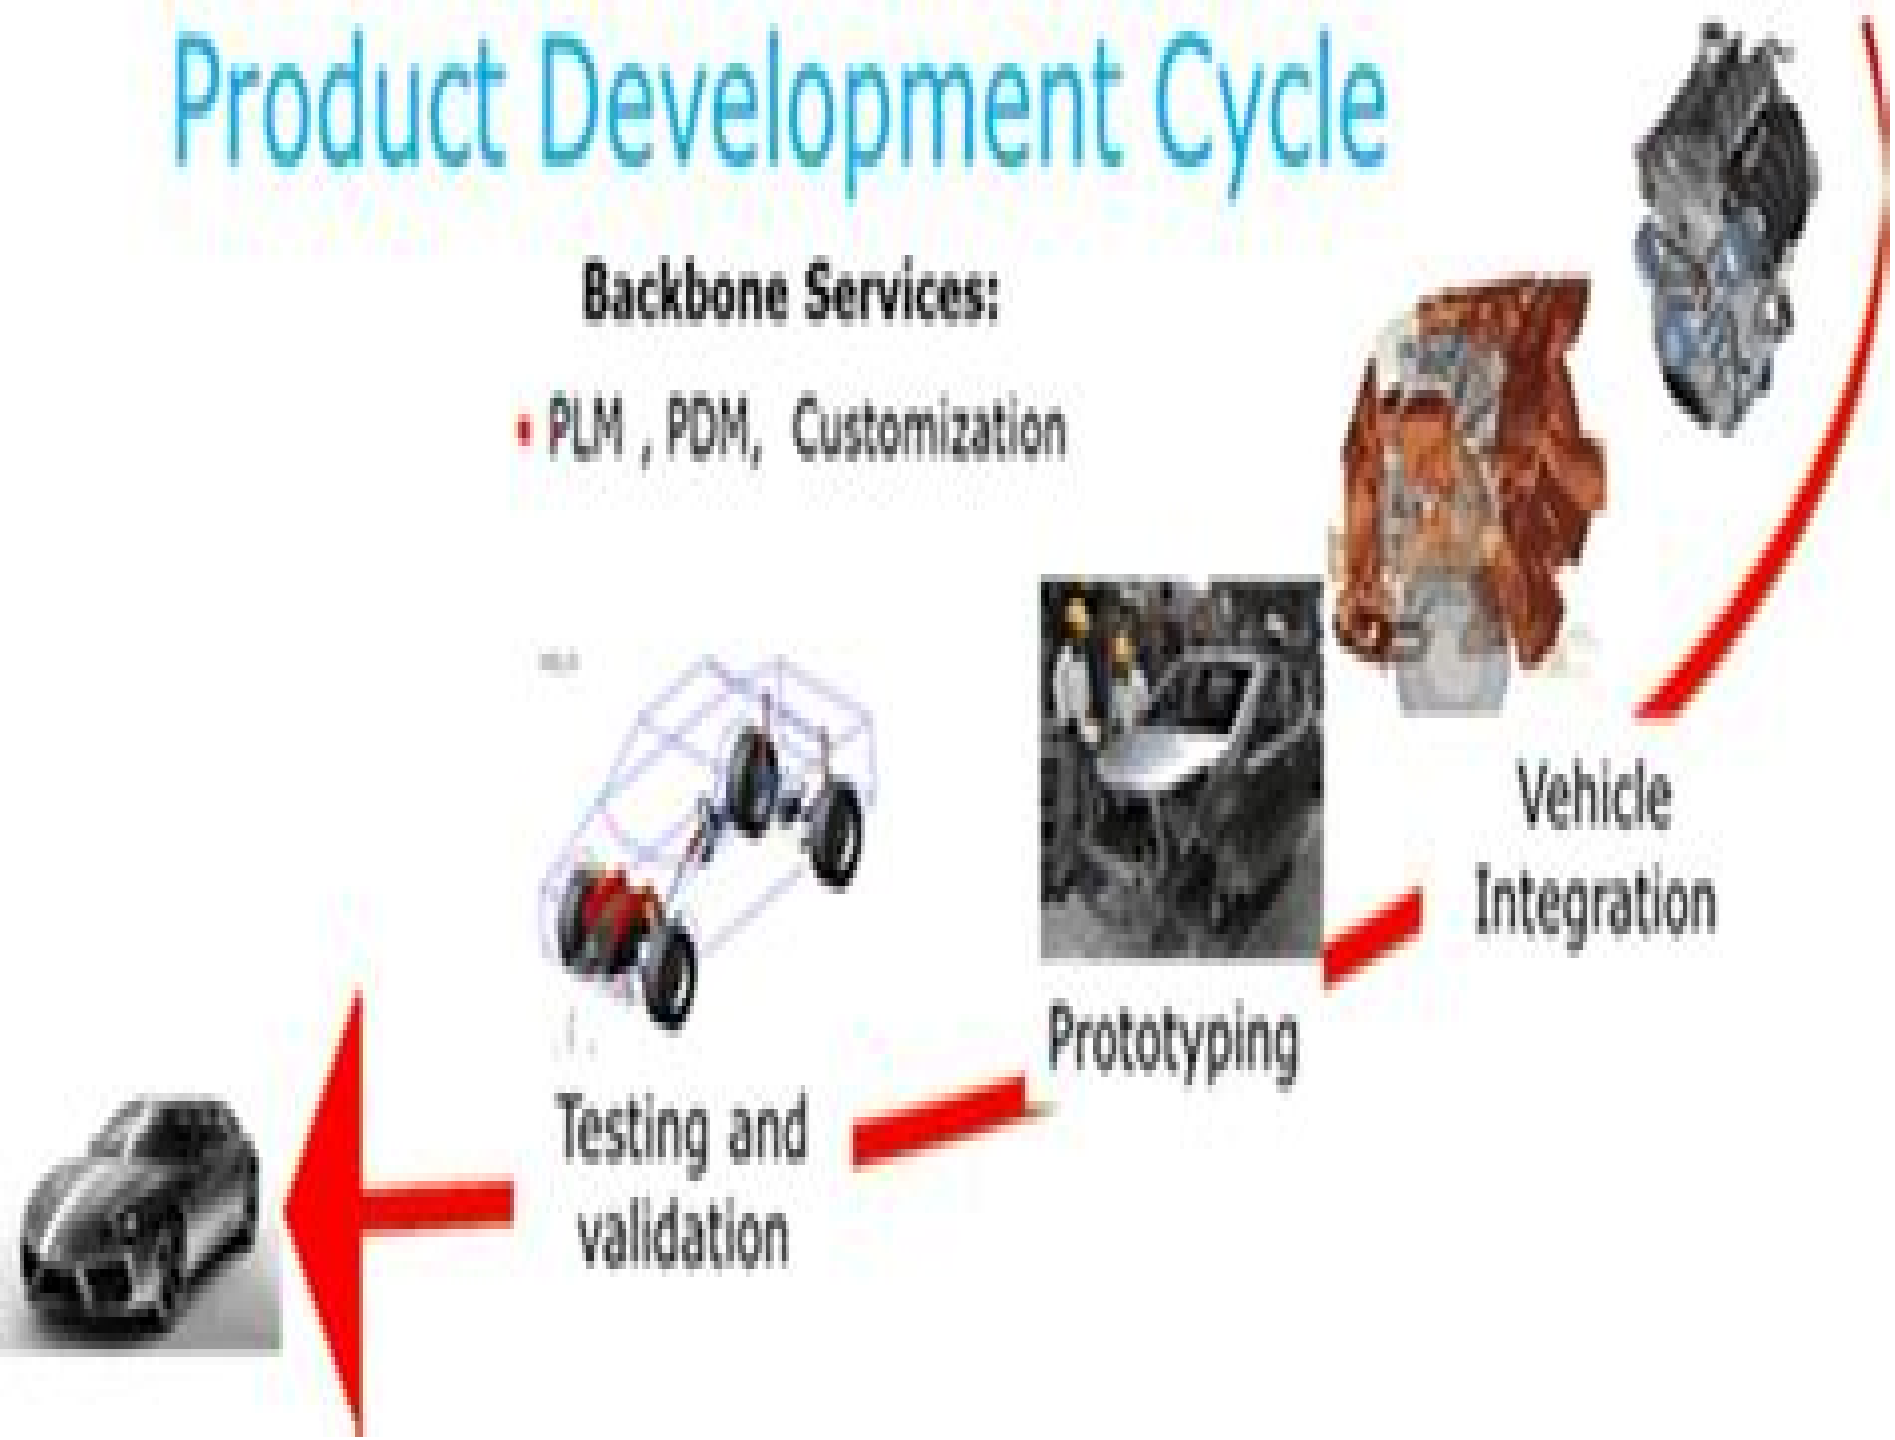 Product Development Cycle
Backbone Services:
• PLM , PDM, Customization
Vehicle
Integration
Prototyping
Testing and
validation